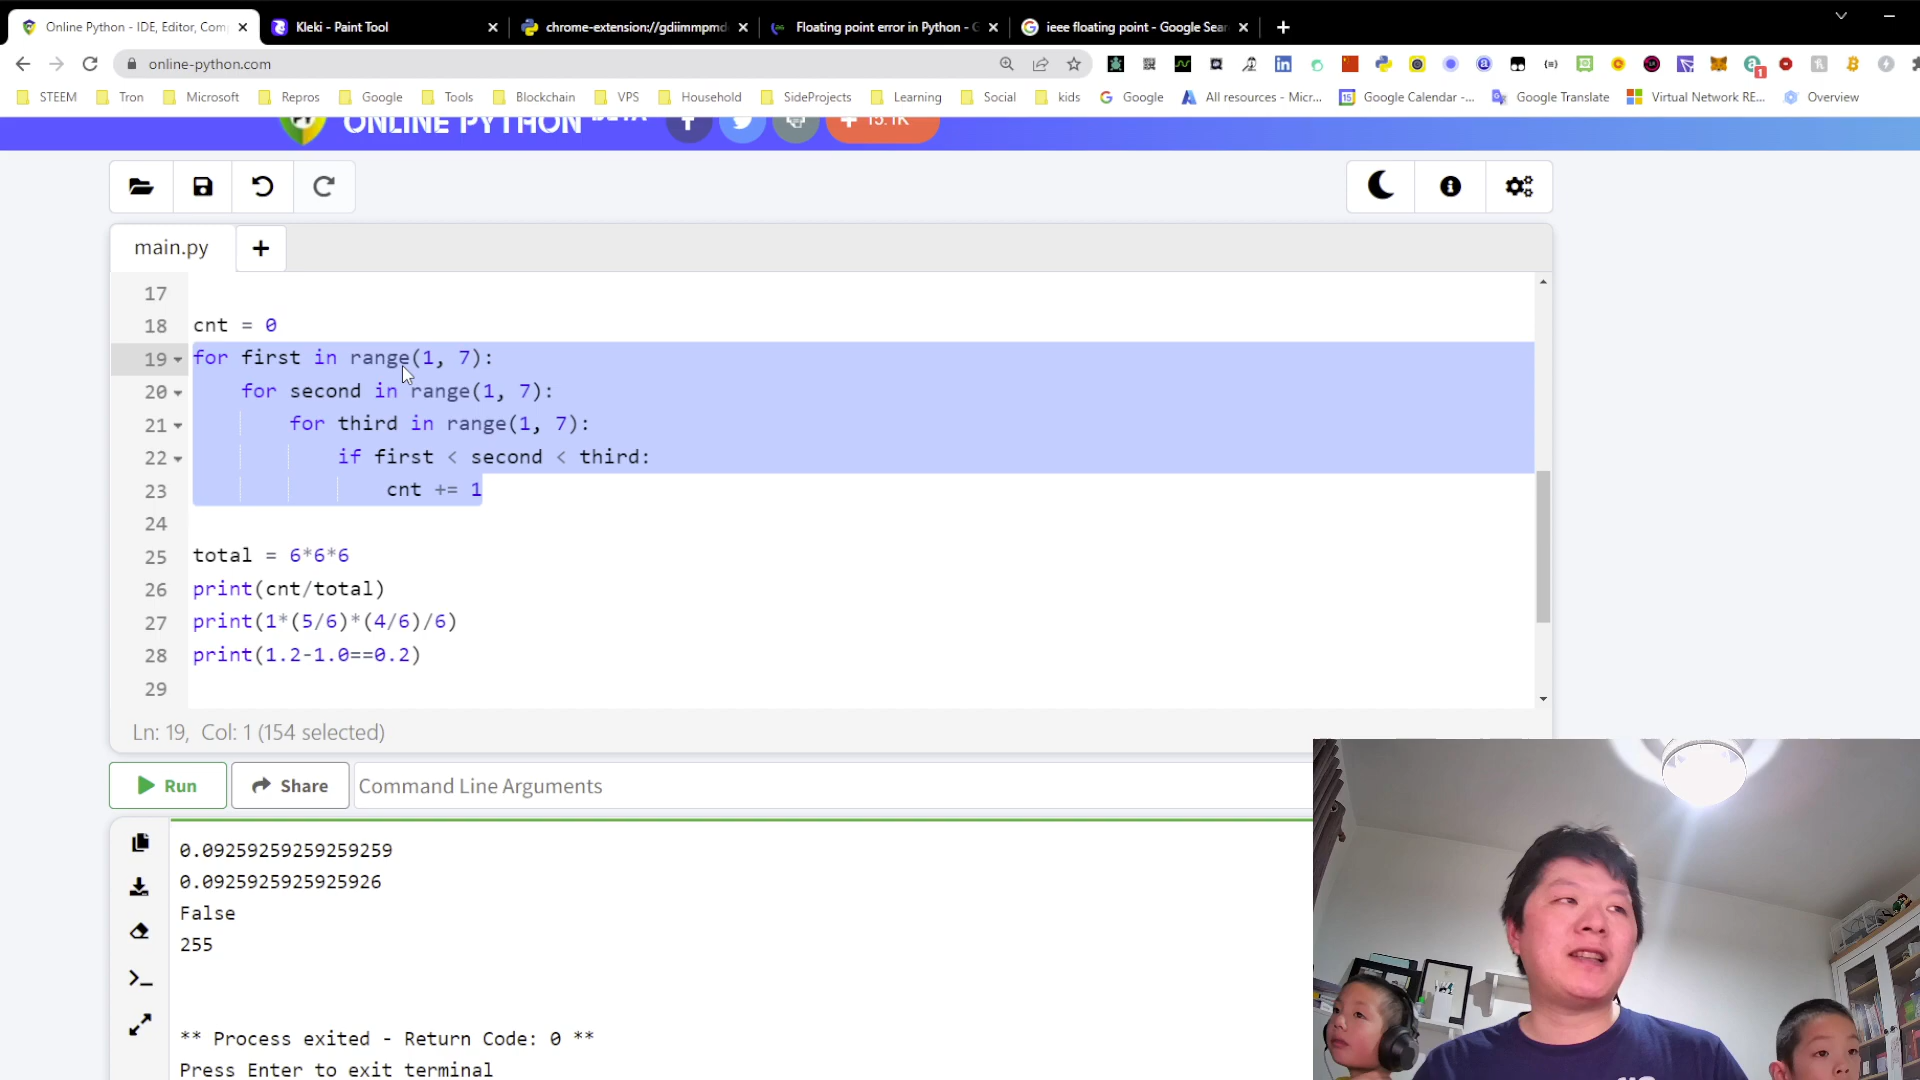 Online Python - IDE, Editor, Com
Kleki - Paint Tool
chrome-extension://gdiimmpmd
Floating point error in Python - G
ieee floating point - Google Sear
online-python.com
STEEM
Tron
Microsoft
Repros
Google
Tools
Blockchain
VPS
Household
SideProjects
Learning
Social
kids
Google
All resources - Micr...
Google Calendar -...
Google Translate
Virtual Network RE...
Overview
ONLINE PYTHON BETA
15.1K
main.py
17
18 cnt = 0
19 for first in range(1, 7):
20 for second in range(1, 7):
21 for third in range(1, 7):
22 if first < second < third:
23 cnt += 1
24
25 total = 6*6*6
26 print(cnt/total)
27 print(1*(5/6)*(4/6)/6)
28 print(1.2-1.0==0.2)
29
Ln: 19, Col: 1 (154 selected)
Run
Share
Command Line Arguments
0.09259259259259259
0.0925925925925926
False
255
** Process exited - Return Code: 0 **
Press Enter to exit terminal